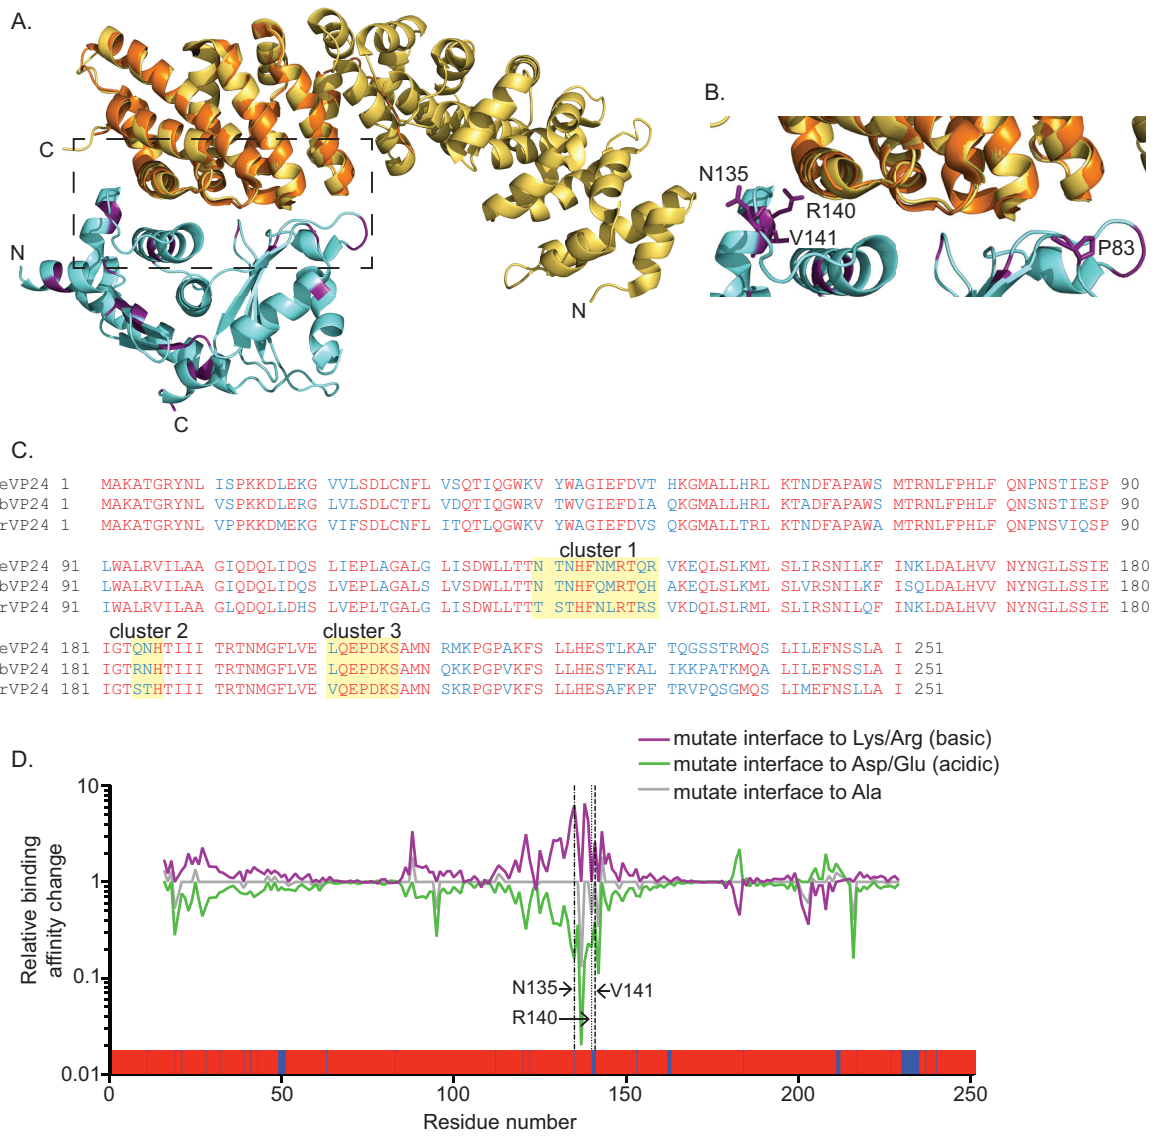 A.
C
N
N
C
B.
N135
R140
V141
P83
C.
eVP24 1 MAKATGRYNL ISPKKDLEKG VVLSDLCNFL VSQTIQGWKV YWAGIEFDVT HKGMALLHRL KTNDFAPAWS MTRNLFPHLF QNPNSTIESP 90
bVP24 1 MAKATGRYNL VSPKKDLERG LVLSDLCTFL VDQTIQGWRV TWVGIEFDIA QKGMALLHRL KTNDFAPAWS MTRNLFPHLF QNPNSTIESP 90
rVP24 1 MAKATGRYNL VPPKKDMEKG VIFSDLCNFL ITQTLQGWKV YWAGIEFDVS QKGMALLTRL KTNDFAPAWA MTRNLFPHLF QNPNSVIQSP 90
cluster 1
eVP24 91 LWALRVILAA GIQDQLIDQS LIEPLAGALG LISDWLLTTN TNHFNMRTQR VKEQLSLKML SLIRSNILKF INKLDALHVV NYNGLLSSIE 180
bVP24 91 LWALRVILAA GIQDQLIDQS LVEPLAGALS LISDWLLTTN TNHFQMRTQH AKEQLSLKML SLIRSNILKF ISQLDALHVV NYNGLLSSIE 180
rVP24 91 IWALRVILAA GLQDQLLDHS LVEPLTGALG LISDWLLTTT STHFNLRTRS VKDQLSLRML SLIRSNILQF INKLDALHVV NYNGLLSSIE 180
cluster 2 cluster 3
eVP24 181 IGTQNHTIII TRTNMGFLVE LQEPDKSAMN RMKPGPAKFS LLHESTLKAF TQGSSTRMQS LILEFNSSLA I 251
bVP24 181 IGTRNHTIII TRTNMGFLVE LQEPDKSAMN QKKPGPVKFS LLHESTFKAL IKKPATKMQA LILEFNSSLA I 251
rVP24 181 IGTSTHTIII TRTNMGFLVE VQEPDKSAMN SKRPGPVKFS LLHESAFKPF TRVPQSGMQS LIMEFNSLLA I 251
D.
mutate interface to Lys/Arg (basic)
mutate interface to Asp/Glu (acidic)
mutate interface to Ala
Relative binding
affinity change
10
1
0.1
0.01
N135
V141
R140
0 50 100 150 200 250
Residue number